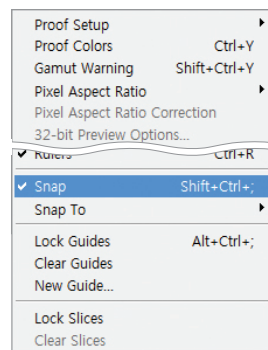 Proof Setup
Proof Colors Ctrl+Y
Gamut Warning Shift+Ctrl+Y
Pixel Aspect Ratio
Pixel Aspect Ratio Correction
32-bit Preview Options...
Rulers Ctrl+R
Snap Shift+Ctrl+;
Snap To
Lock Guides Alt+Ctrl+;
Clear Guides
New Guide...
Lock Slices
Clear Slices